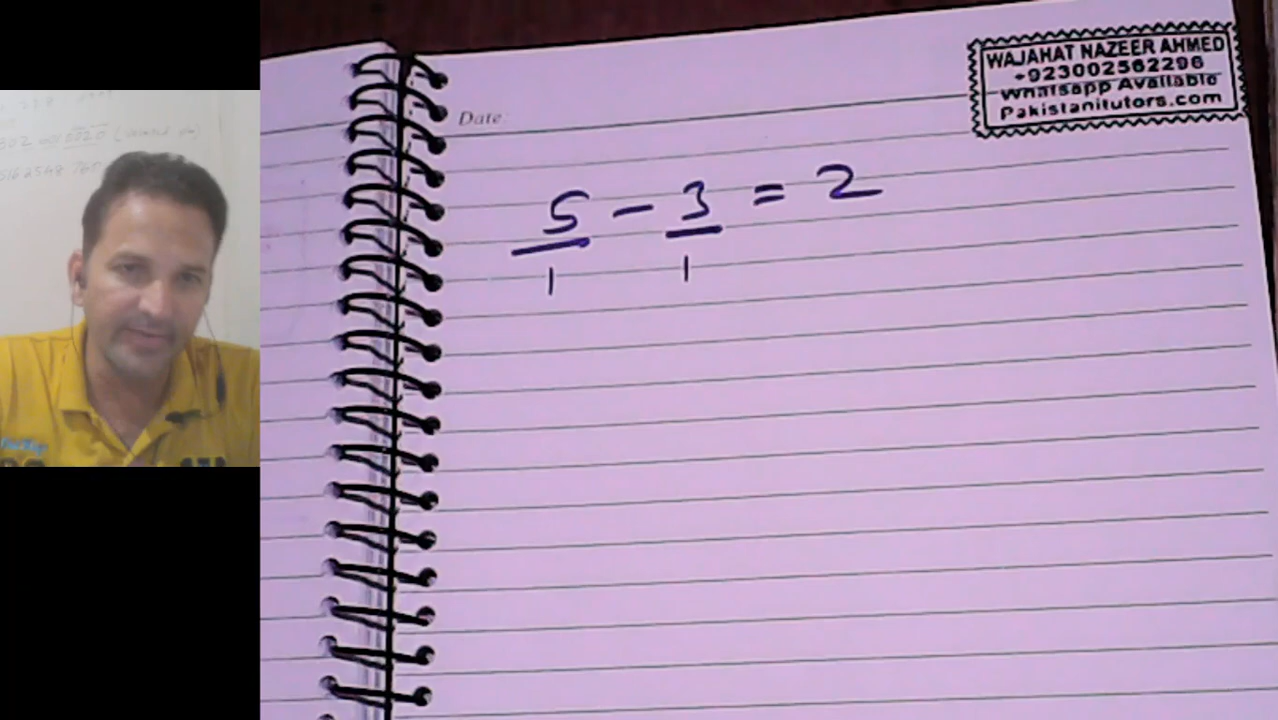 WAJAHAT NAZEER AHMED
+923002562296
Whatsapp Available
Pakistanitutors.com
Date:
5 - 3 = 2
1 1